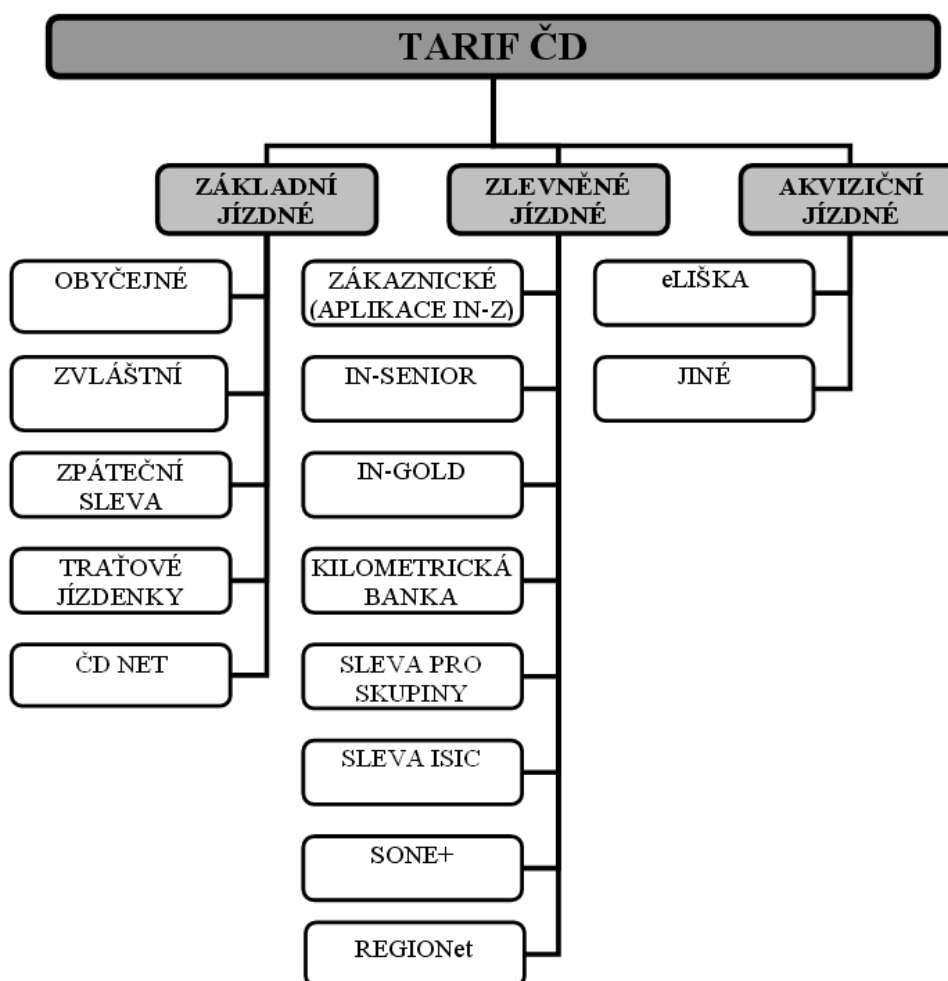 TARIF ČD
ZÁKLADNÍ
JÍZDNÉ
OBYČEJNÉ
ZVLÁŠTNÍ
ZPÁTEČNÍ
SLEVA
TRAŤOVÉ
JÍZDENKY
ČD NET
ZLEVNĚNÉ
JÍZDNÉ
ZÁKAZNICKÉ
(APLIKACE IN-Z)
IN-SENIOR
IN-GOLD
KILOMETRICKÁ
BANKA
SLEVA PRO
SKUPINY
SLEVA ISIC
SONE+
REGIONet
AKVIZIČNÍ
JÍZDNÉ
eLIŠKA
JINÉ